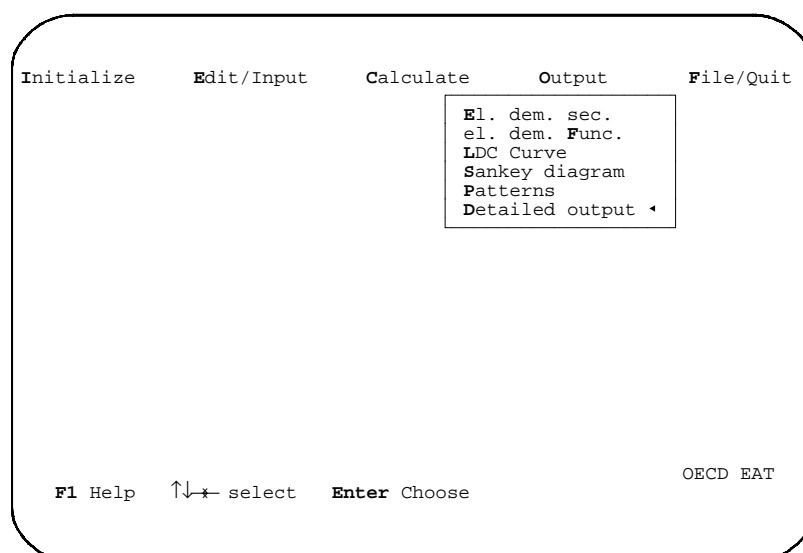 Initialize Edit/Input Calculate Output File/Quit
El. dem. sec.
el. dem. Func.
LDC Curve
Sankey diagram
Patterns
Detailed output ◂
OECD EAT
F1 Help ↑↓→← select Enter Choose